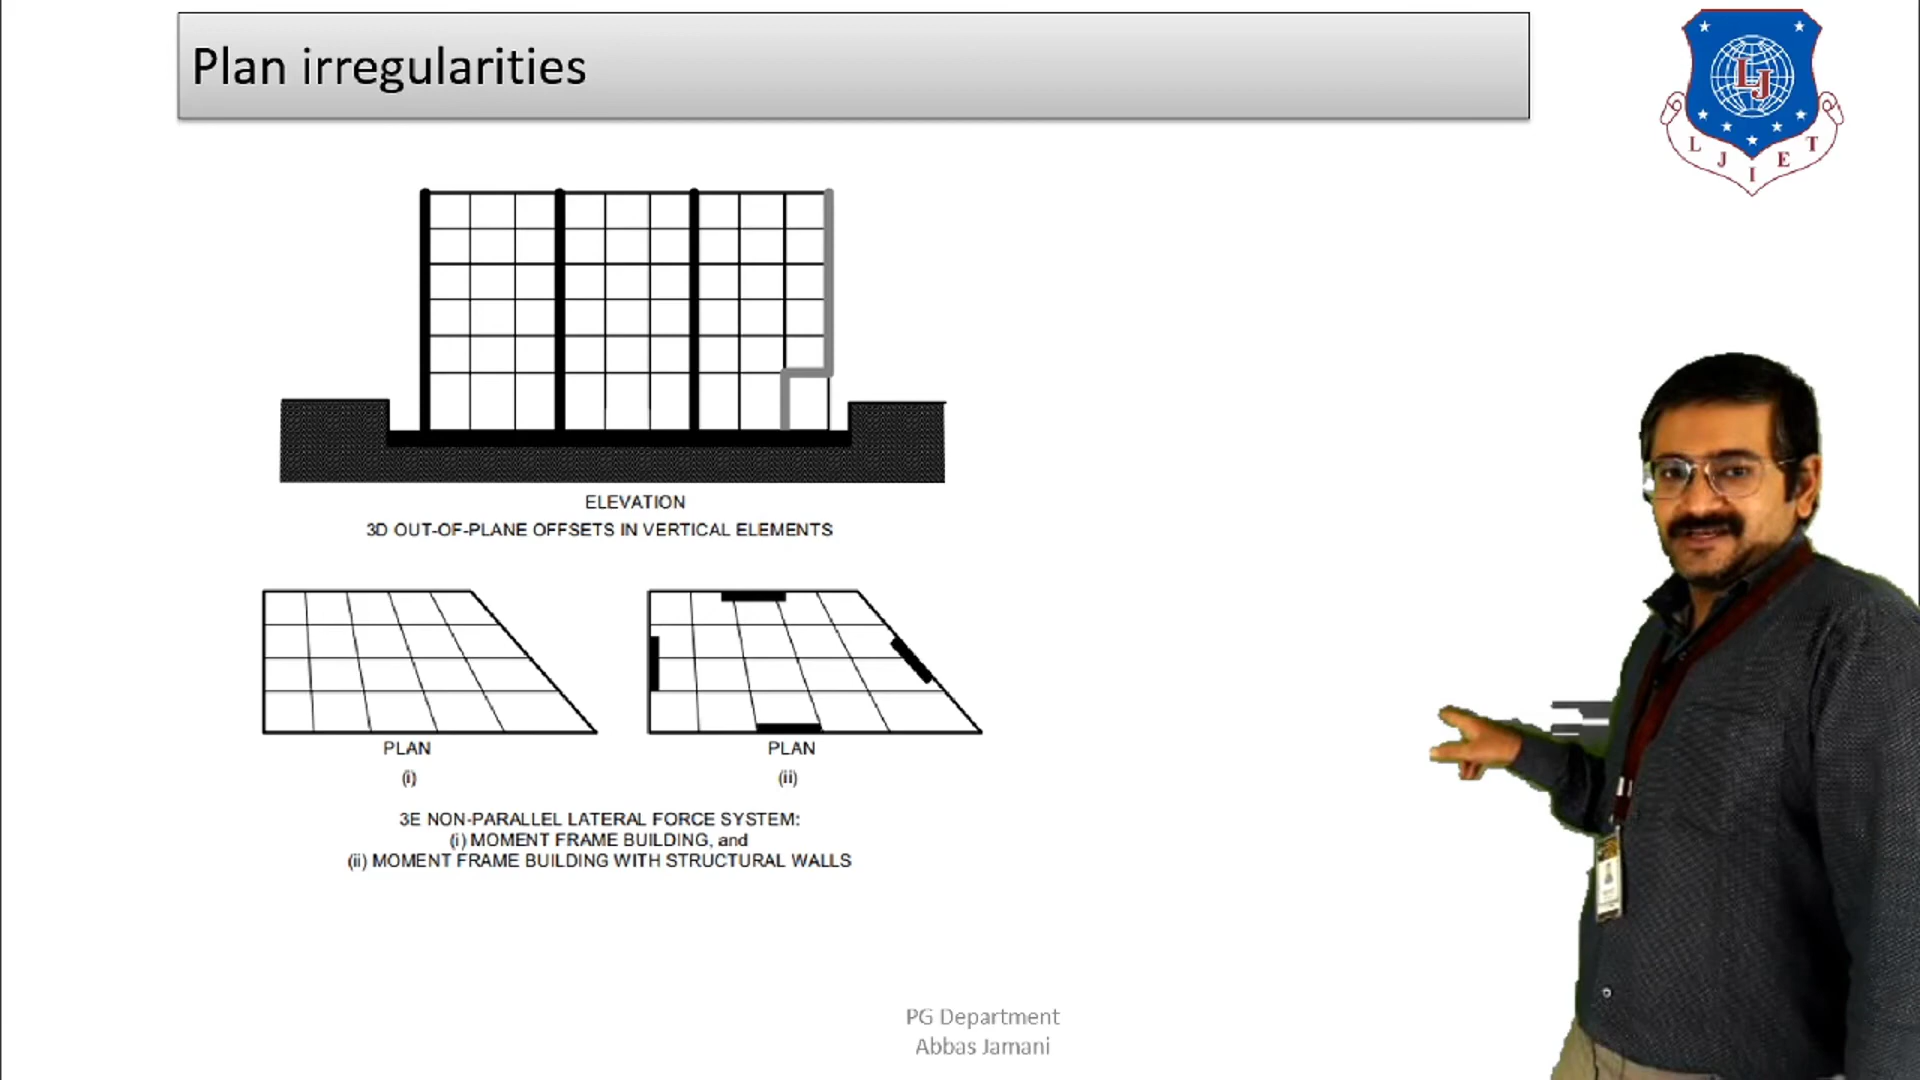 Plan irregularities
LJ
L J I E T
ELEVATION
3D OUT-OF-PLANE OFFSETS IN VERTICAL ELEMENTS
PLAN
(i)
PLAN
(ii)
3E NON-PARALLEL LATERAL FORCE SYSTEM:
(i) MOMENT FRAME BUILDING, and
(ii) MOMENT FRAME BUILDING WITH STRUCTURAL WALLS
PG Department
Abbas Jamani